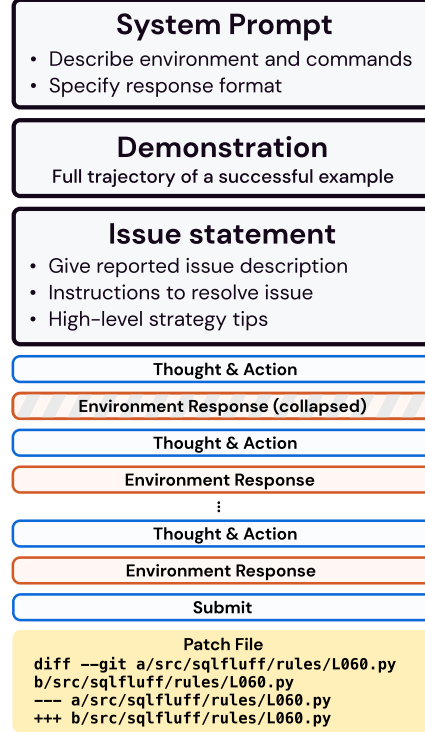 System Prompt
• Describe environment and commands
• Specify response format
Demonstration
Full trajectory of a successful example
Issue statement
• Give reported issue description
• Instructions to resolve issue
• High-level strategy tips
Thought & Action
Environment Response (collapsed)
Thought & Action
Environment Response
⋮
Thought & Action
Environment Response
Submit
Patch File
diff --git a/src/sqlfluff/rules/L060.py
b/src/sqlfluff/rules/L060.py
--- a/src/sqlfluff/rules/L060.py
+++ b/src/sqlfluff/rules/L060.py